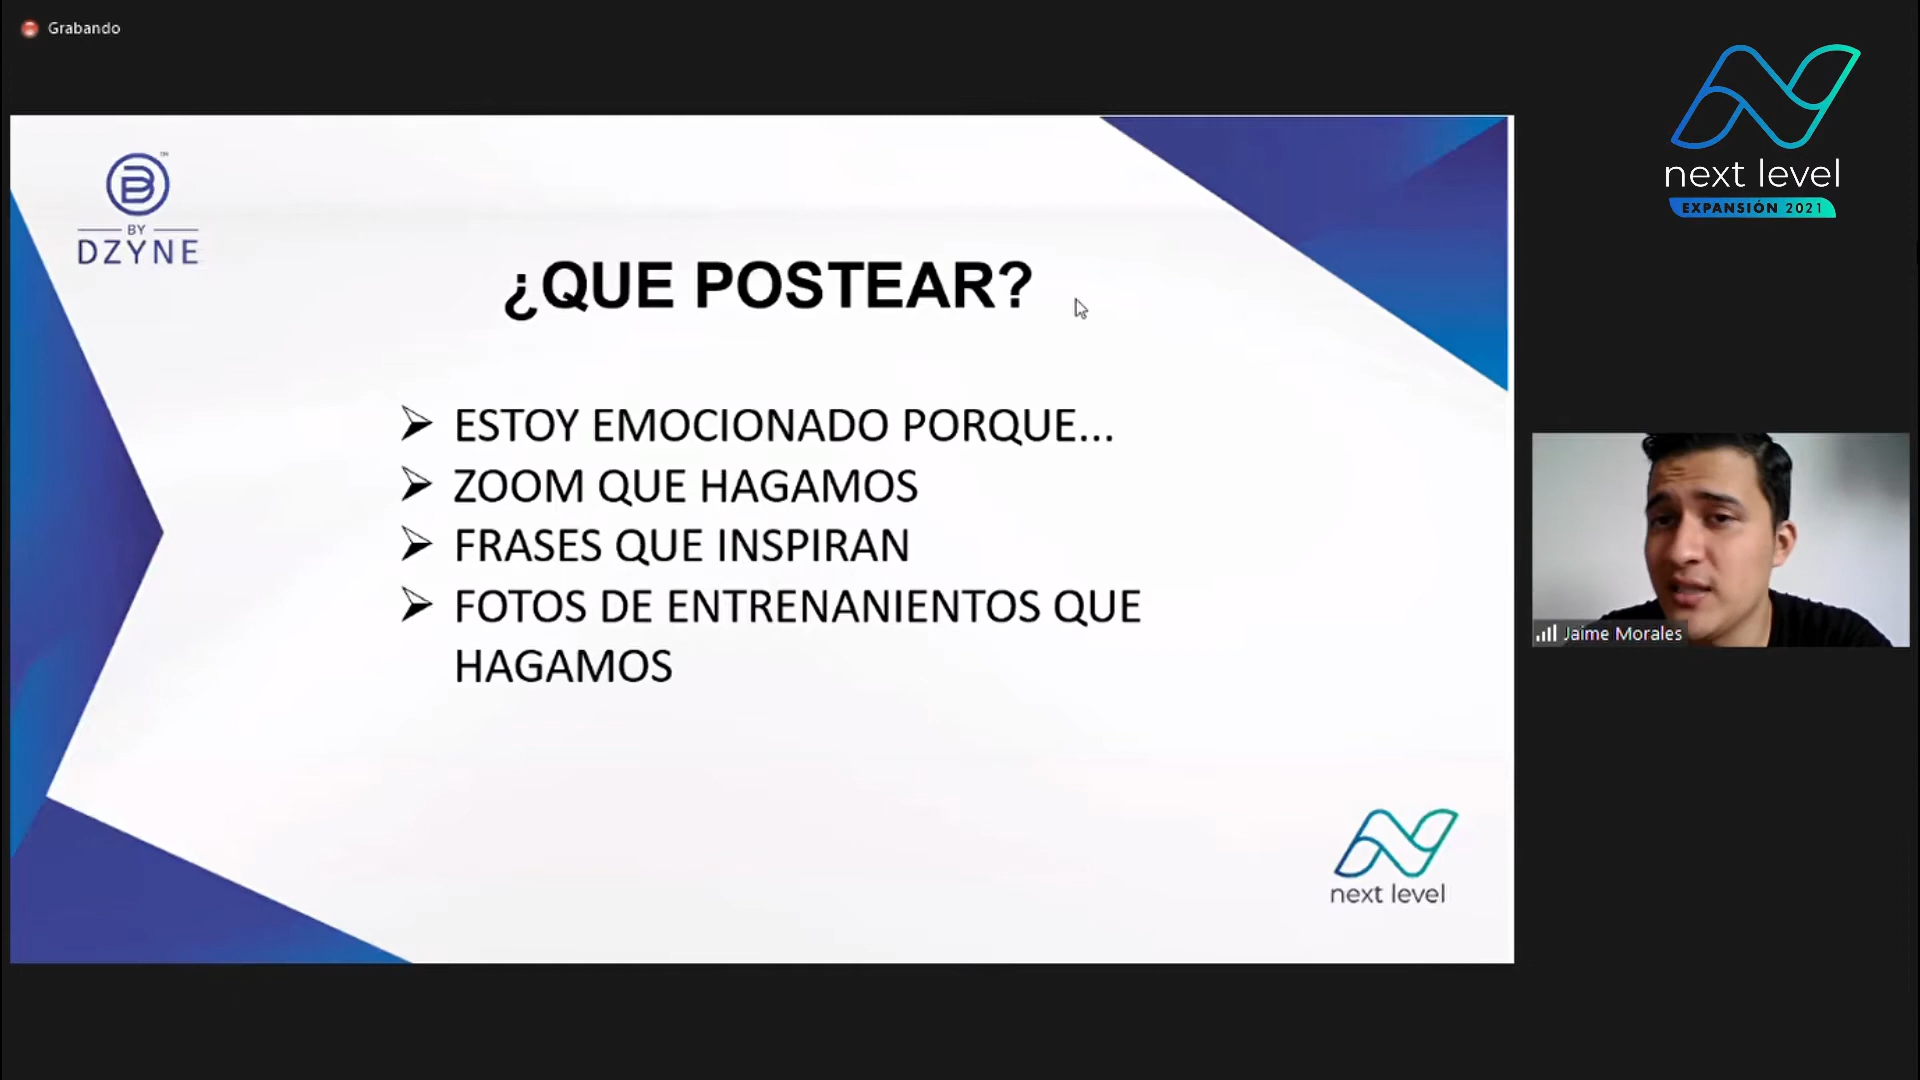 Grabando
next level
EXPANSIÓN 2021
B
™
BY
DZYNE
¿QUE POSTEAR?
➢ ESTOY EMOCIONADO PORQUE...
➢ ZOOM QUE HAGAMOS
➢ FRASES QUE INSPIRAN
➢ FOTOS DE ENTRENANIENTOS QUE
HAGAMOS
Jaime Morales
next level